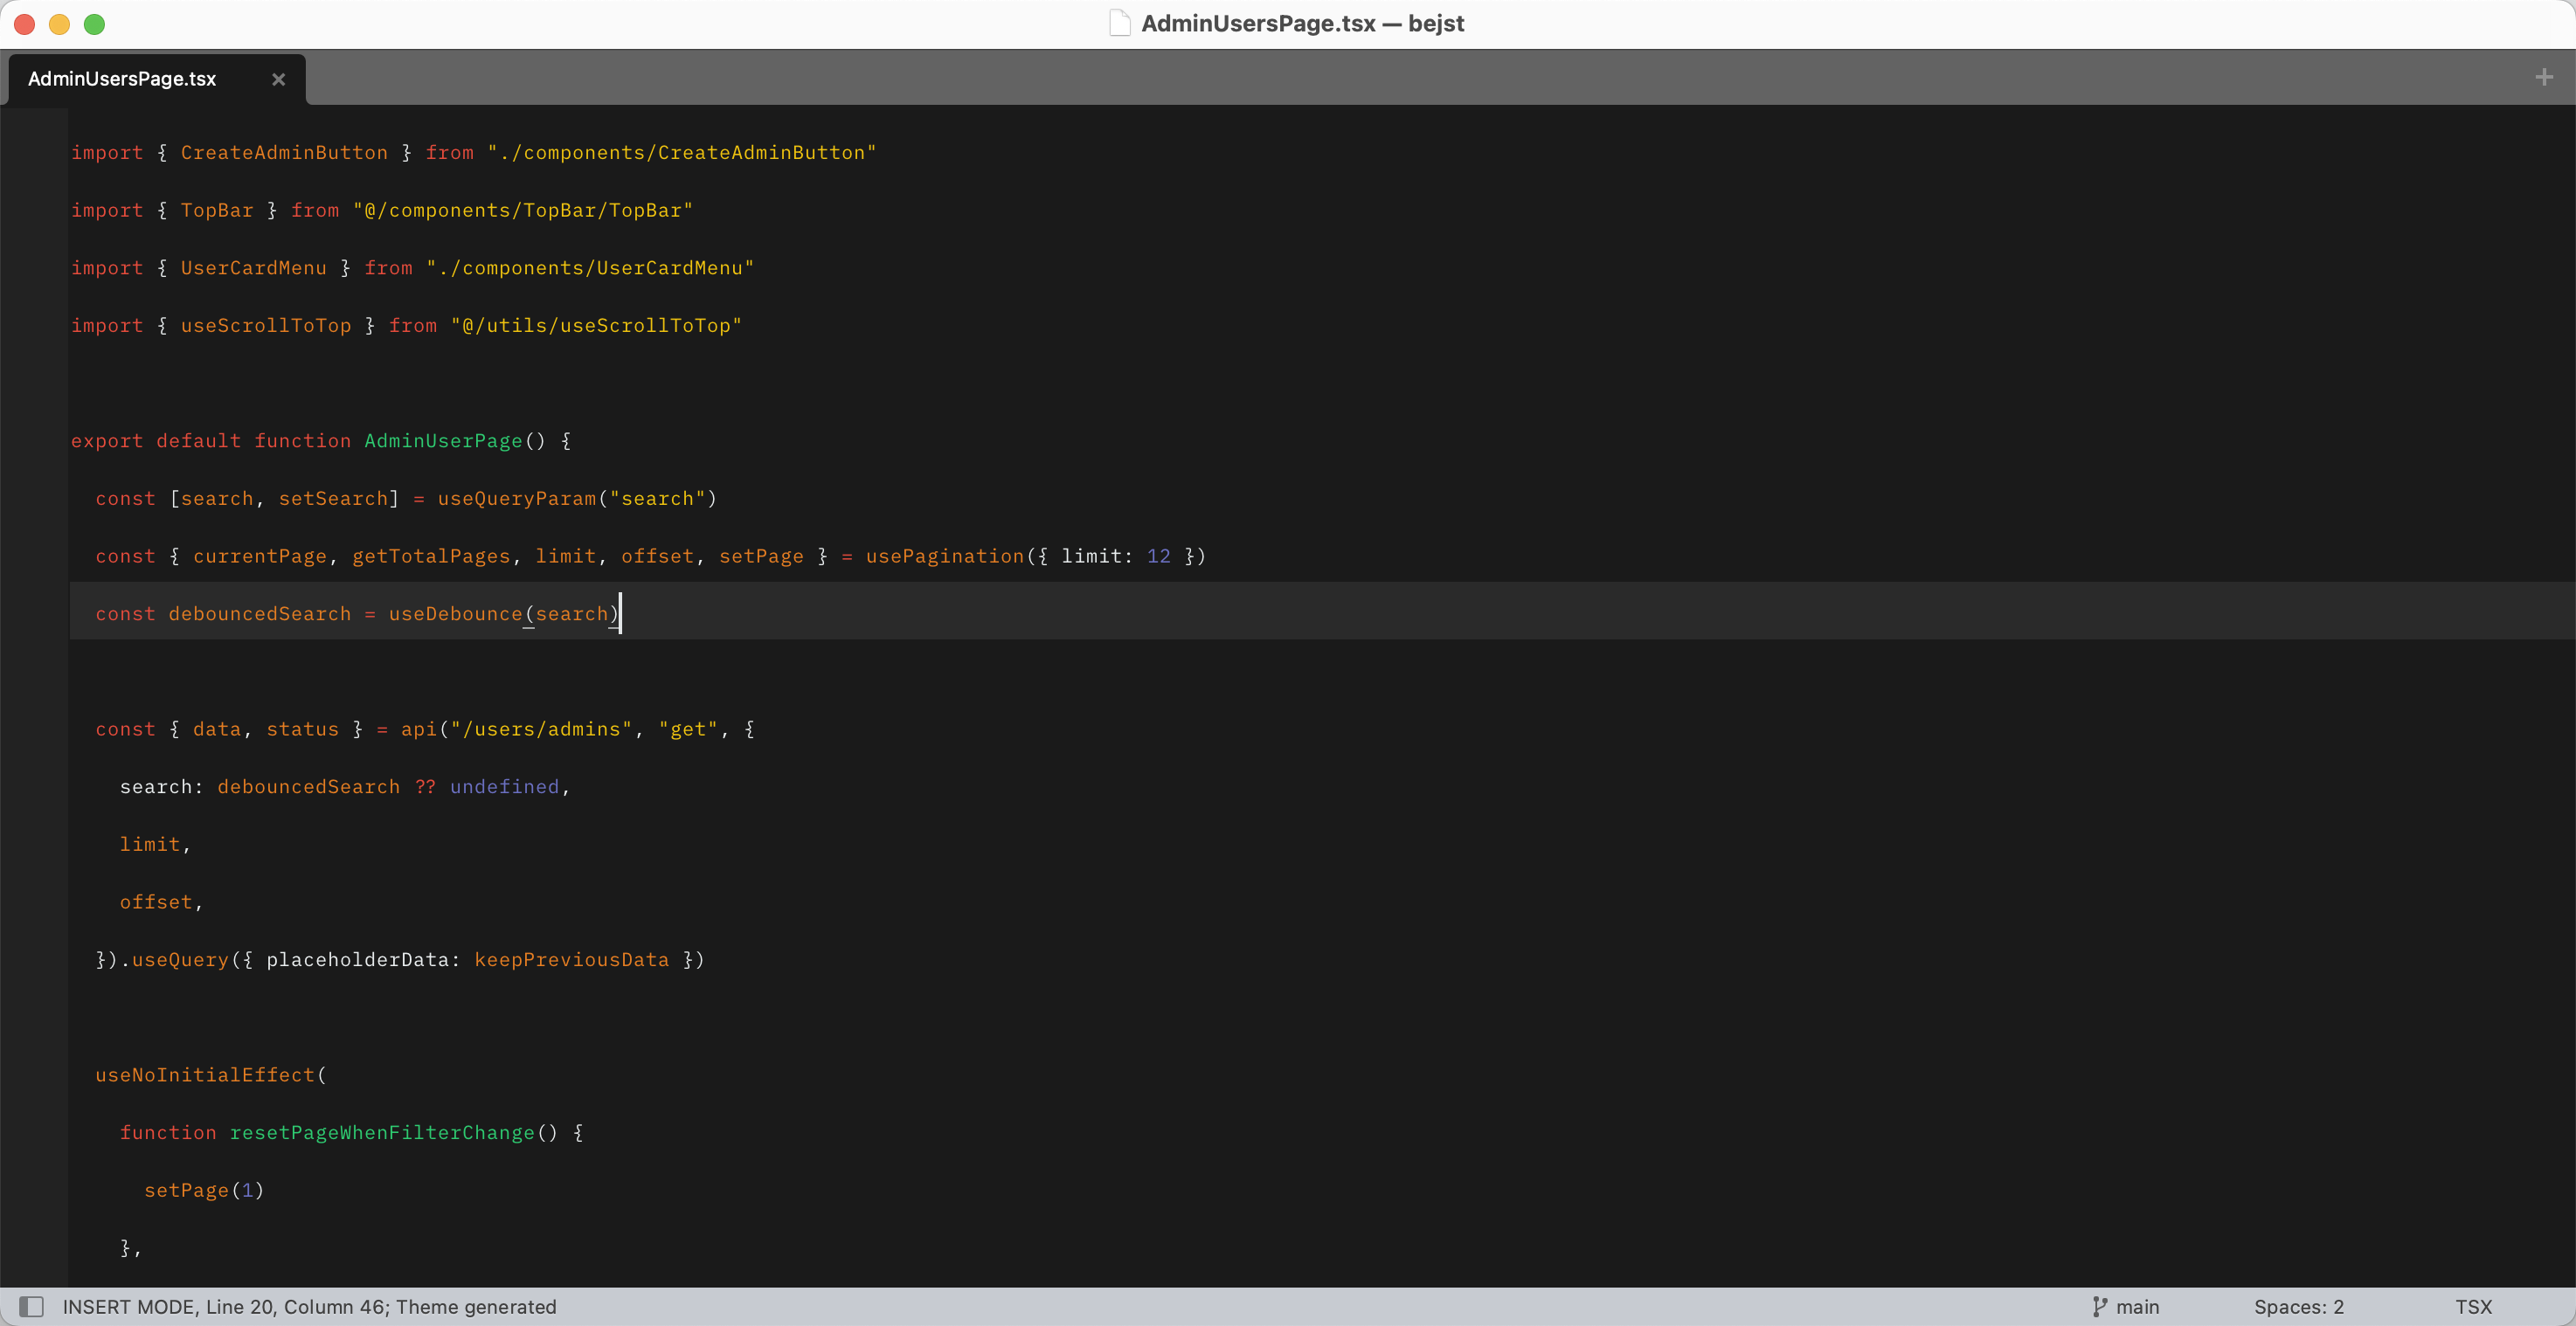 AdminUsersPage.tsx — bejst
AdminUsersPage.tsx
import { CreateAdminButton } from "./components/CreateAdminButton"
import { TopBar } from "@/components/TopBar/TopBar"
import { UserCardMenu } from "./components/UserCardMenu"
import { useScrollToTop } from "@/utils/useScrollToTop"
export default function AdminUserPage() {
  const [search, setSearch] = useQueryParam("search")
  const { currentPage, getTotalPages, limit, offset, setPage } = usePagination({ limit: 12 })
  const debouncedSearch = useDebounce(search)
  const { data, status } = api("/users/admins", "get", {
    search: debouncedSearch ?? undefined,
    limit,
    offset,
  }).useQuery({ placeholderData: keepPreviousData })
  useNoInitialEffect(
    function resetPageWhenFilterChange() {
      setPage(1)
    },
INSERT MODE, Line 20, Column 46; Theme generated
main
Spaces: 2
TSX